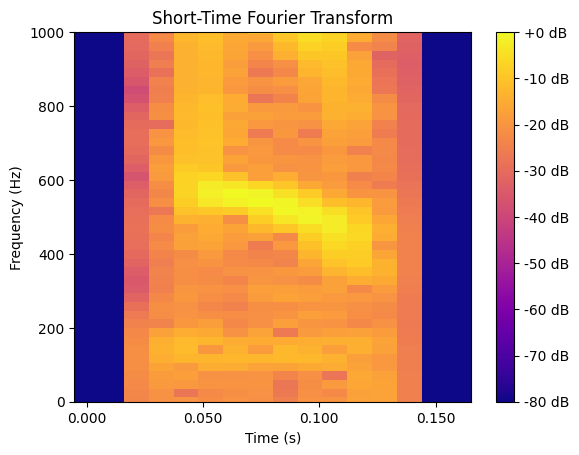 Short-Time Fourier Transform
1000
800
600
400
200
0
Frequency (Hz)
0.000
0.050
0.100
0.150
Time (s)
+0 dB
-10 dB
-20 dB
-30 dB
-40 dB
-50 dB
-60 dB
-70 dB
-80 dB